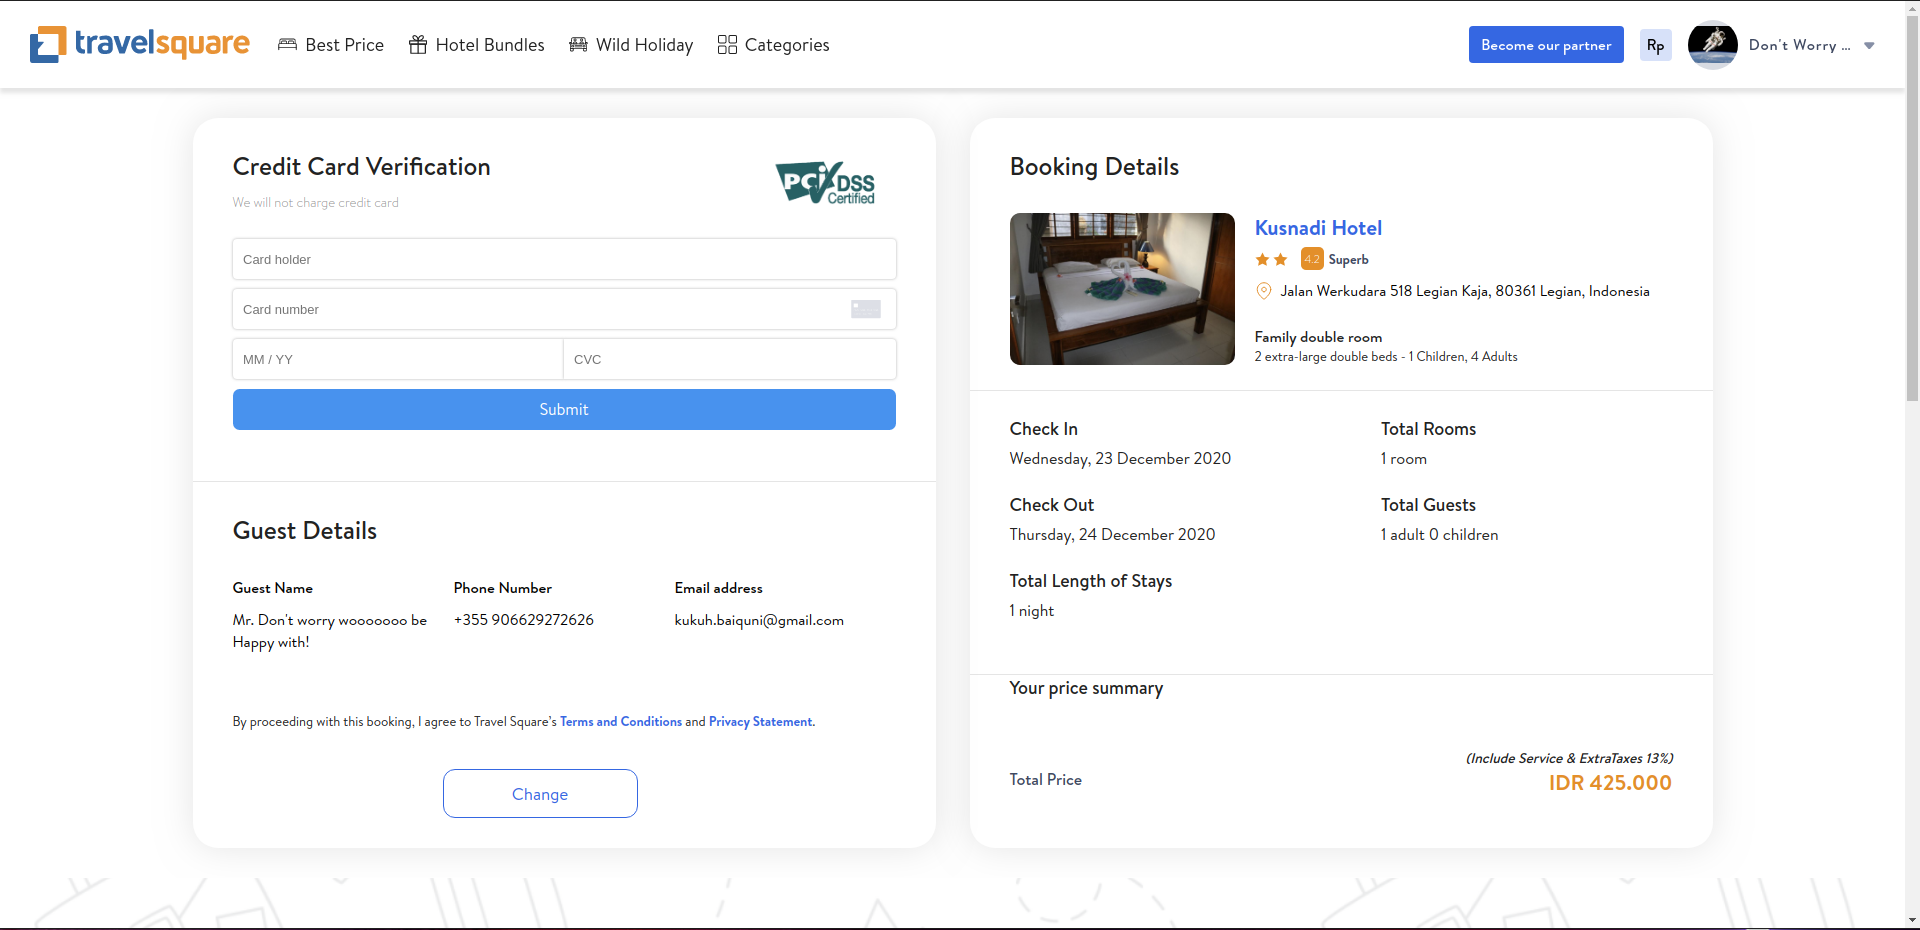 travelsquare
Best Price
Hotel Bundles
Wild Holiday
Categories
Become our partner
Rp
Don't Worry ...
Credit Card Verification
We will not charge credit card
PCI DSS
Certified
Card holder
Card number
MM / YY
CVC
Submit
Guest Details
Guest Name
Phone Number
Email address
Mr. Don't worry wooooooo be
Happy with!
+355 906629272626
kukuh.baiquni@gmail.com
By proceeding with this booking, I agree to Travel Square's Terms and Conditions and Privacy Statement.
Change
Booking Details
Kusnadi Hotel
4.2 Superb
Jalan Werkudara 518 Legian Kaja, 80361 Legian, Indonesia
Family double room
2 extra-large double beds - 1 Children, 4 Adults
Check In
Wednesday, 23 December 2020
Total Rooms
1 room
Check Out
Thursday, 24 December 2020
Total Guests
1 adult 0 children
Total Length of Stays
1 night
Your price summary
(Include Service & ExtraTaxes 13%)
Total Price
IDR 425.000